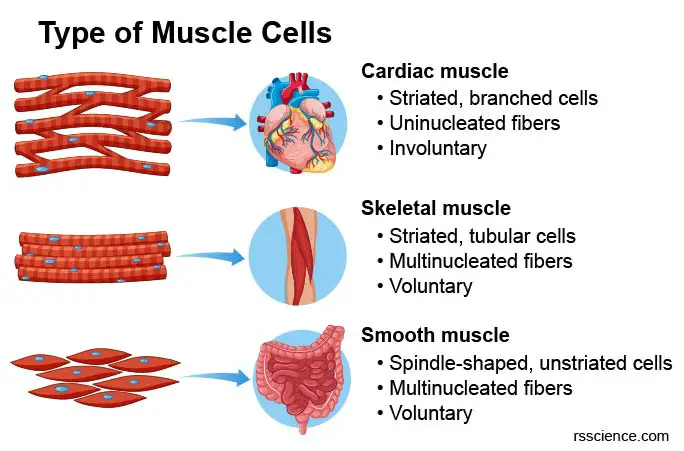 Type of Muscle Cells
Cardiac muscle
• Striated, branched cells
• Uninucleated fibers
• Involuntary
Skeletal muscle
• Striated, tubular cells
• Multinucleated fibers
• Voluntary
Smooth muscle
• Spindle-shaped, unstriated cells
• Multinucleated fibers
• Voluntary
rsscience.com